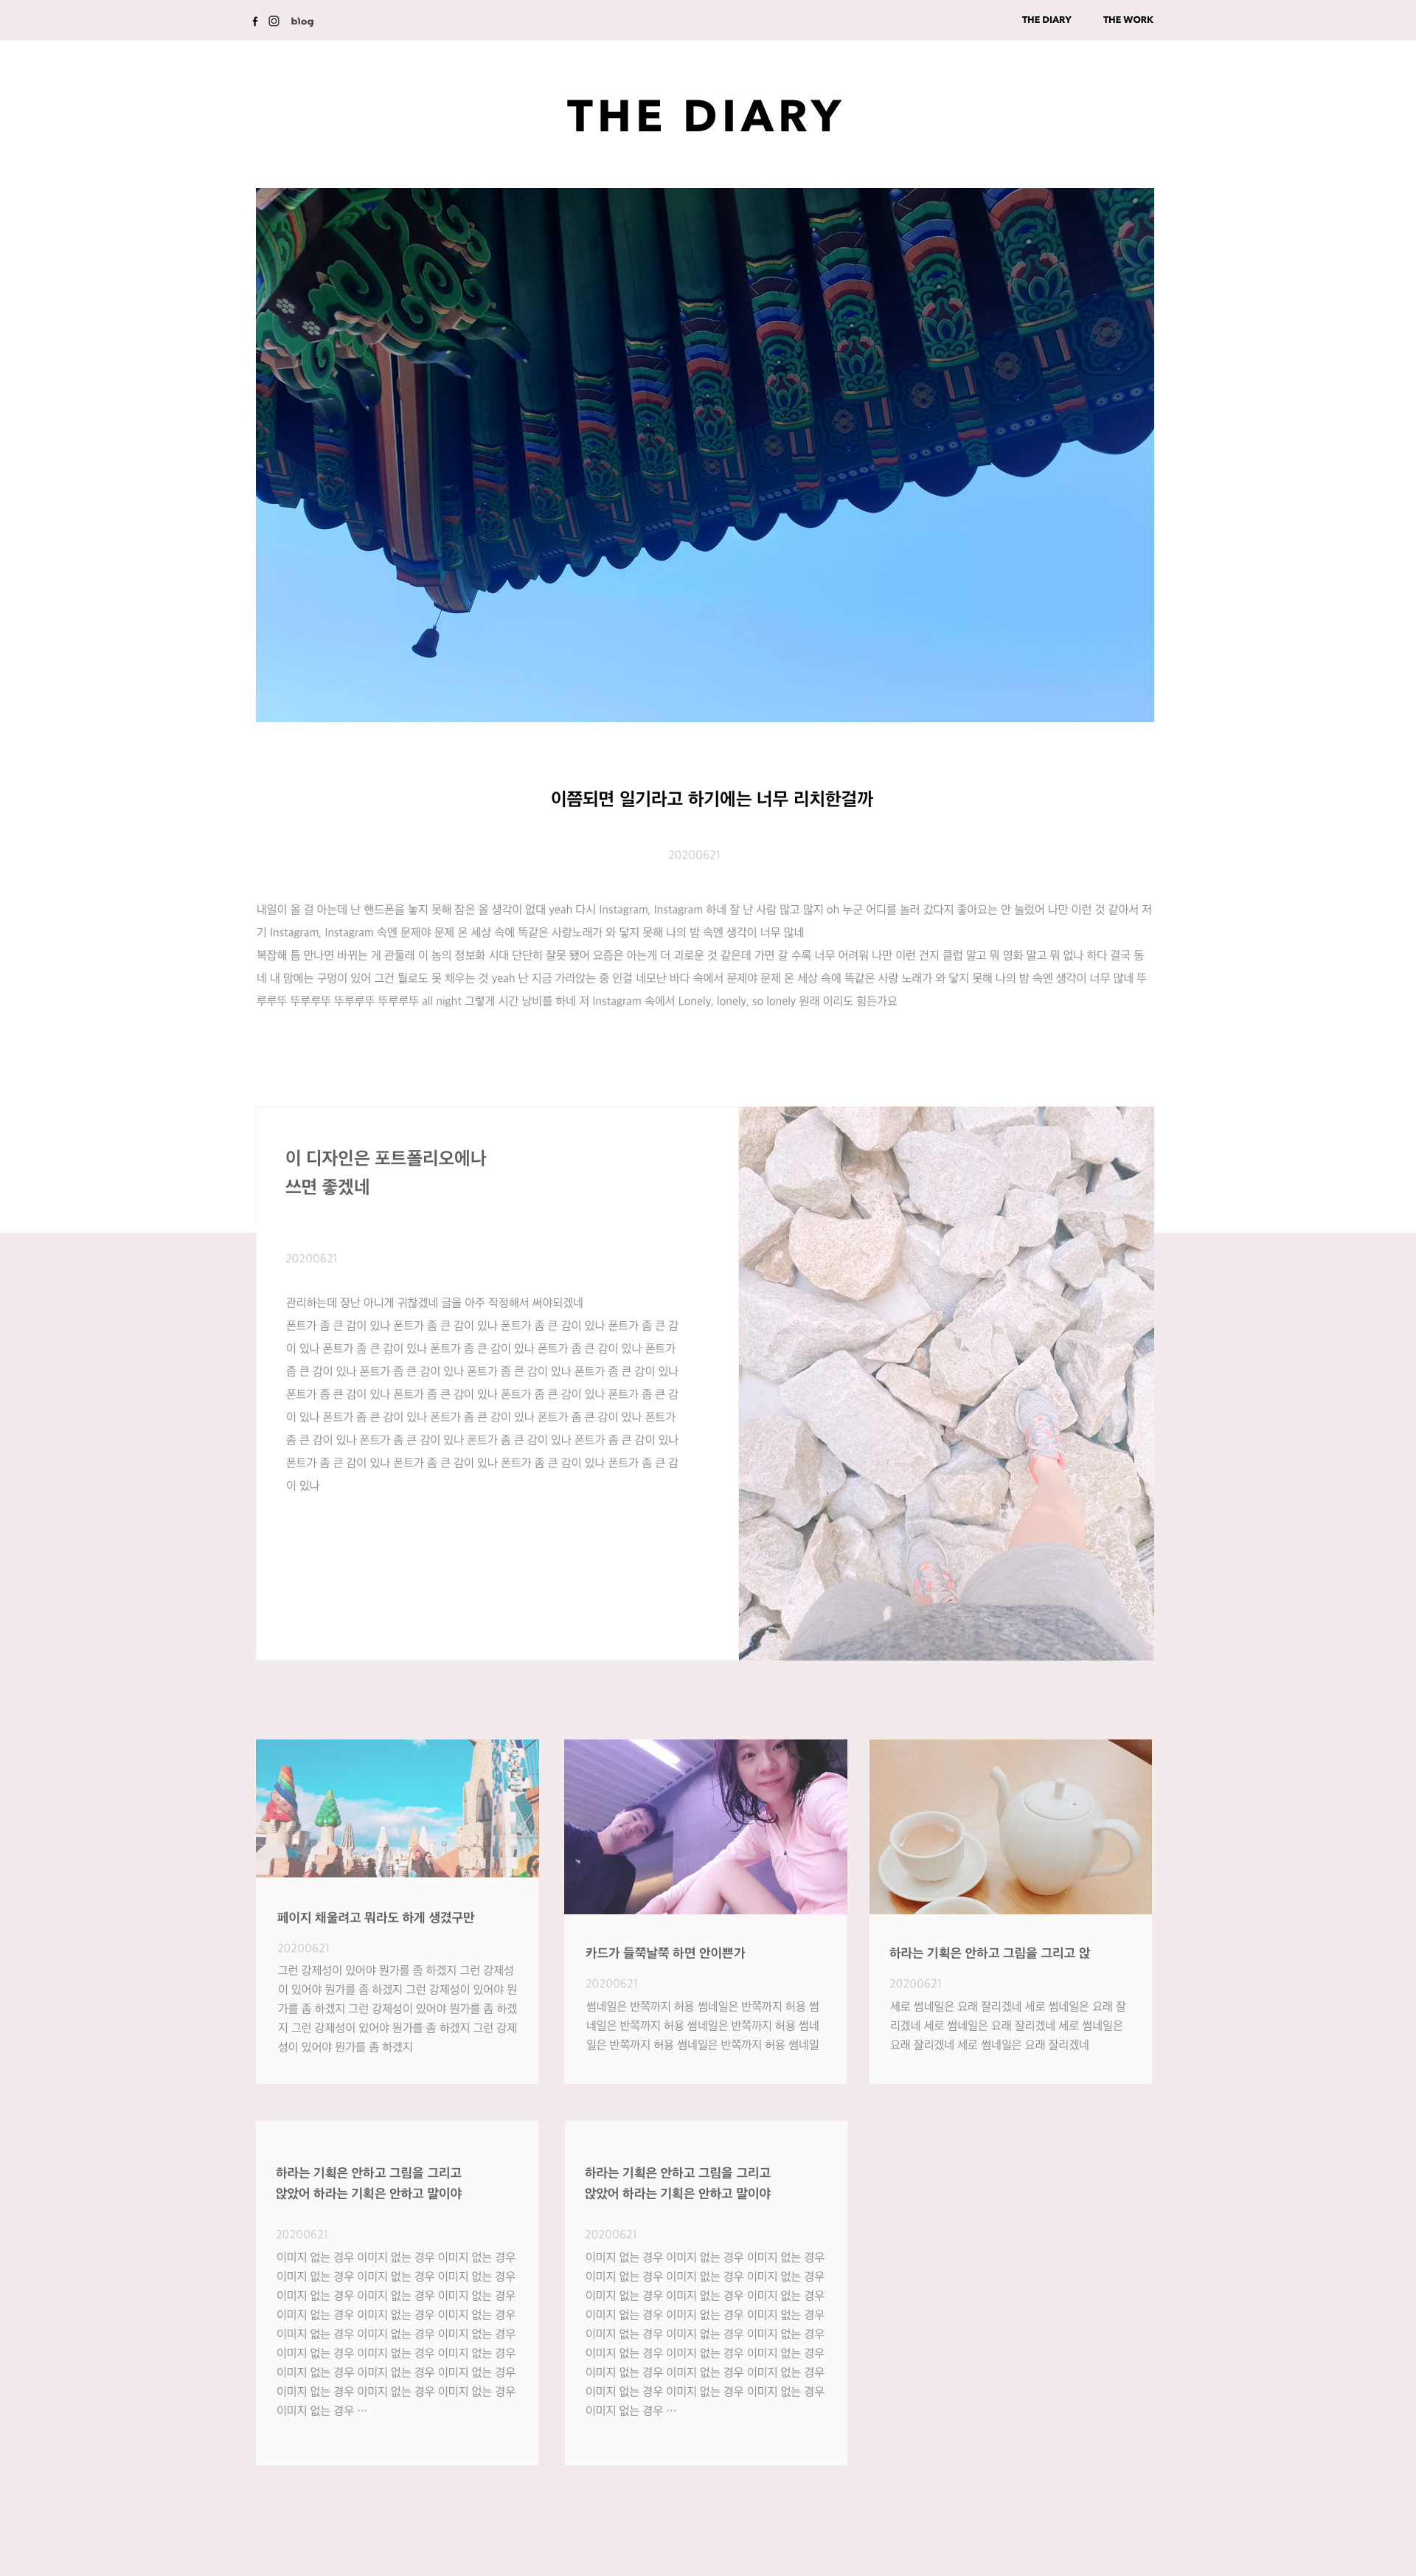 blog
THE DIARY
THE WORK
THE DIARY
이쯤되면 일기라고 하기에는 너무 리치한걸까
20200621
내일이 올 걸 아는데 난 핸드폰을 놓지 못해 잠은 올 생각이 없대 yeah 다시 Instagram, Instagram 하네 잘 난 사람 많고 많지 oh 누군 어디를 놀러 갔다지 좋아요는 안 눌렀어 나만 이런 것 같아서 저
기 Instagram, Instagram 속엔 문제야 문제 온 세상 속에 똑같은 사랑노래가 와 닿지 못해 나의 밤 속엔 생각이 너무 많네
복잡해 틈 만나면 바뀌는 게 관둘래 이 놈의 정보화 시대 단단히 잘못 됐어 요즘은 아는게 더 괴로운 것 같은데 가면 갈 수록 너무 어려워 나만 이런 건지 클럽 말고 뭐 영화 말고 뭐 없나 하다 결국 동
네 내 맘에는 구멍이 있어 그건 뭘로도 못 채우는 것 yeah 난 지금 가라앉는 중 인걸 네모난 바다 속에서 문제야 문제 온 세상 속에 똑같은 사랑 노래가 와 닿지 못해 나의 밤 속엔 생각이 너무 많네 뚜
루루뚜 뚜루루뚜 뚜루루뚜 뚜루루뚜 all night 그렇게 시간 낭비를 하네 저 Instagram 속에서 Lonely, lonely, so lonely 원래 이리도 힘든가요
이 디자인은 포트폴리오에나
쓰면 좋겠네
20200621
관리하는데 장난 아니게 귀찮겠네 글을 아주 작정해서 써야되겠네
폰트가 좀 큰 감이 있나 폰트가 좀 큰 감이 있나 폰트가 좀 큰 감이 있나 폰트가 좀 큰 감
이 있나 폰트가 좀 큰 감이 있나 폰트가 좀 큰 감이 있나 폰트가 좀 큰 감이 있나 폰트가
좀 큰 감이 있나 폰트가 좀 큰 감이 있나 폰트가 좀 큰 감이 있나 폰트가 좀 큰 감이 있나
폰트가 좀 큰 감이 있나 폰트가 좀 큰 감이 있나 폰트가 좀 큰 감이 있나 폰트가 좀 큰 감
이 있나 폰트가 좀 큰 감이 있나 폰트가 좀 큰 감이 있나 폰트가 좀 큰 감이 있나 폰트가
좀 큰 감이 있나 폰트가 좀 큰 감이 있나 폰트가 좀 큰 감이 있나 폰트가 좀 큰 감이 있나
폰트가 좀 큰 감이 있나 폰트가 좀 큰 감이 있나 폰트가 좀 큰 감이 있나 폰트가 좀 큰 감
이 있나
페이지 채울려고 뭐라도 하게 생겼구만
20200621
그런 강제성이 있어야 뭔가를 좀 하겠지 그런 강제성
이 있어야 뭔가를 좀 하겠지 그런 강제성이 있어야 뭔
가를 좀 하겠지 그런 강제성이 있어야 뭔가를 좀 하겠
지 그런 강제성이 있어야 뭔가를 좀 하겠지 그런 강제
성이 있어야 뭔가를 좀 하겠지
카드가 들쭉날쭉 하면 안이쁜가
20200621
썸네일은 반쪽까지 허용 썸네일은 반쪽까지 허용 썸
네일은 반쪽까지 허용 썸네일은 반쪽까지 허용 썸네
일은 반쪽까지 허용 썸네일은 반쪽까지 허용 썸네일
하라는 기획은 안하고 그림을 그리고 앉
20200621
세로 썸네일은 요래 잘리겠네 세로 썸네일은 요래 잘
리겠네 세로 썸네일은 요래 잘리겠네 세로 썸네일은
요래 잘리겠네 세로 썸네일은 요래 잘리겠네
하라는 기획은 안하고 그림을 그리고
앉았어 하라는 기획은 안하고 말이야
20200621
이미지 없는 경우 이미지 없는 경우 이미지 없는 경우
이미지 없는 경우 이미지 없는 경우 이미지 없는 경우
이미지 없는 경우 이미지 없는 경우 이미지 없는 경우
이미지 없는 경우 이미지 없는 경우 이미지 없는 경우
이미지 없는 경우 이미지 없는 경우 이미지 없는 경우
이미지 없는 경우 이미지 없는 경우 이미지 없는 경우
이미지 없는 경우 이미지 없는 경우 이미지 없는 경우
이미지 없는 경우 이미지 없는 경우 이미지 없는 경우
이미지 없는 경우 …
하라는 기획은 안하고 그림을 그리고
앉았어 하라는 기획은 안하고 말이야
20200621
이미지 없는 경우 이미지 없는 경우 이미지 없는 경우
이미지 없는 경우 이미지 없는 경우 이미지 없는 경우
이미지 없는 경우 이미지 없는 경우 이미지 없는 경우
이미지 없는 경우 이미지 없는 경우 이미지 없는 경우
이미지 없는 경우 이미지 없는 경우 이미지 없는 경우
이미지 없는 경우 이미지 없는 경우 이미지 없는 경우
이미지 없는 경우 이미지 없는 경우 이미지 없는 경우
이미지 없는 경우 이미지 없는 경우 이미지 없는 경우
이미지 없는 경우 …